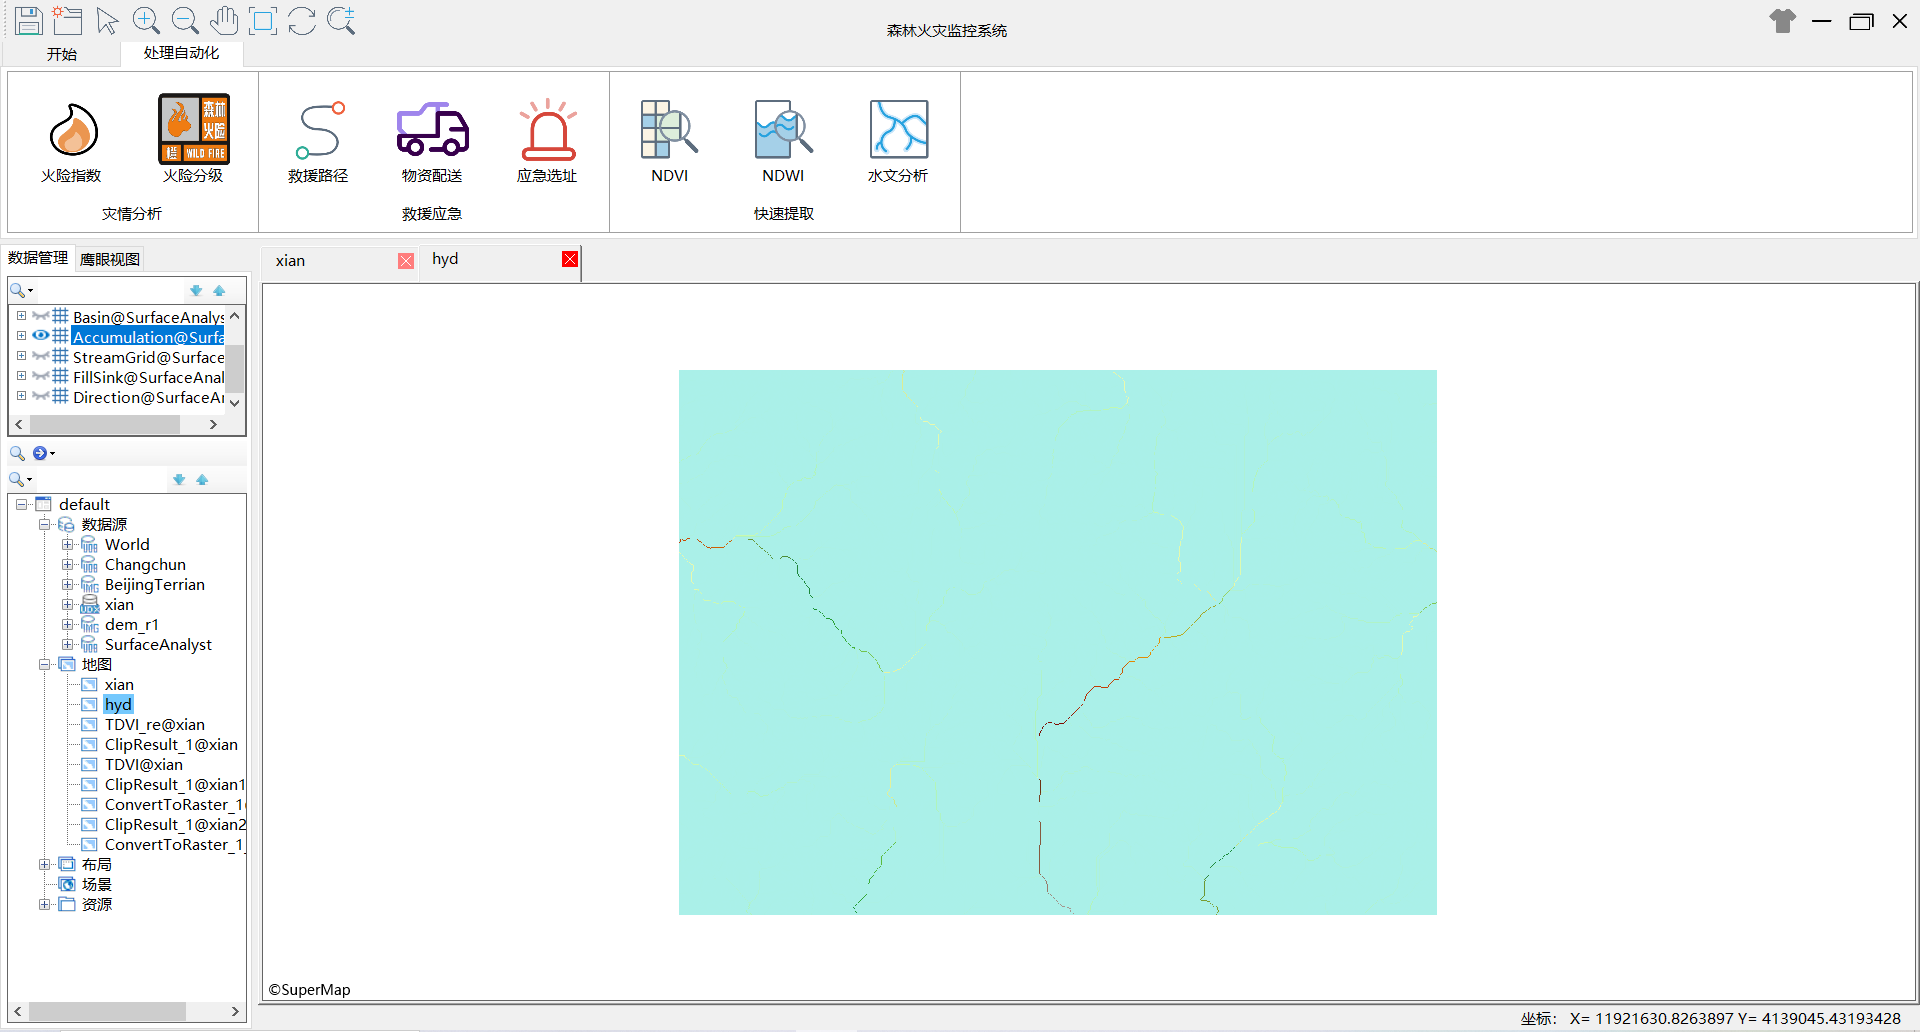 森林火灾监控系统
开始
处理自动化
森林
火险
橙
WILD FIRE
火险指数
火险分级
救援路径
物资配送
应急选址
NDVI
NDWI
水文分析
灾情分析
救援应急
快速提取
数据管理
鹰眼视图
xian
hyd
Basin@SurfaceAnalys
Accumulation@Surfa
StreamGrid@Surface
FillSink@SurfaceAnal
Direction@SurfaceAr
default
数据源
World
Changchun
BeijingTerrian
xian
dem_r1
SurfaceAnalyst
地图
xian
hyd
TDVI_re@xian
ClipResult_1@xian
TDVI@xian
ClipResult_1@xian1
ConvertToRaster_1
ClipResult_1@xian2
ConvertToRaster_1_
布局
场景
资源
©SuperMap
坐标: X= 11921630.8263897 Y= 4139045.43193428